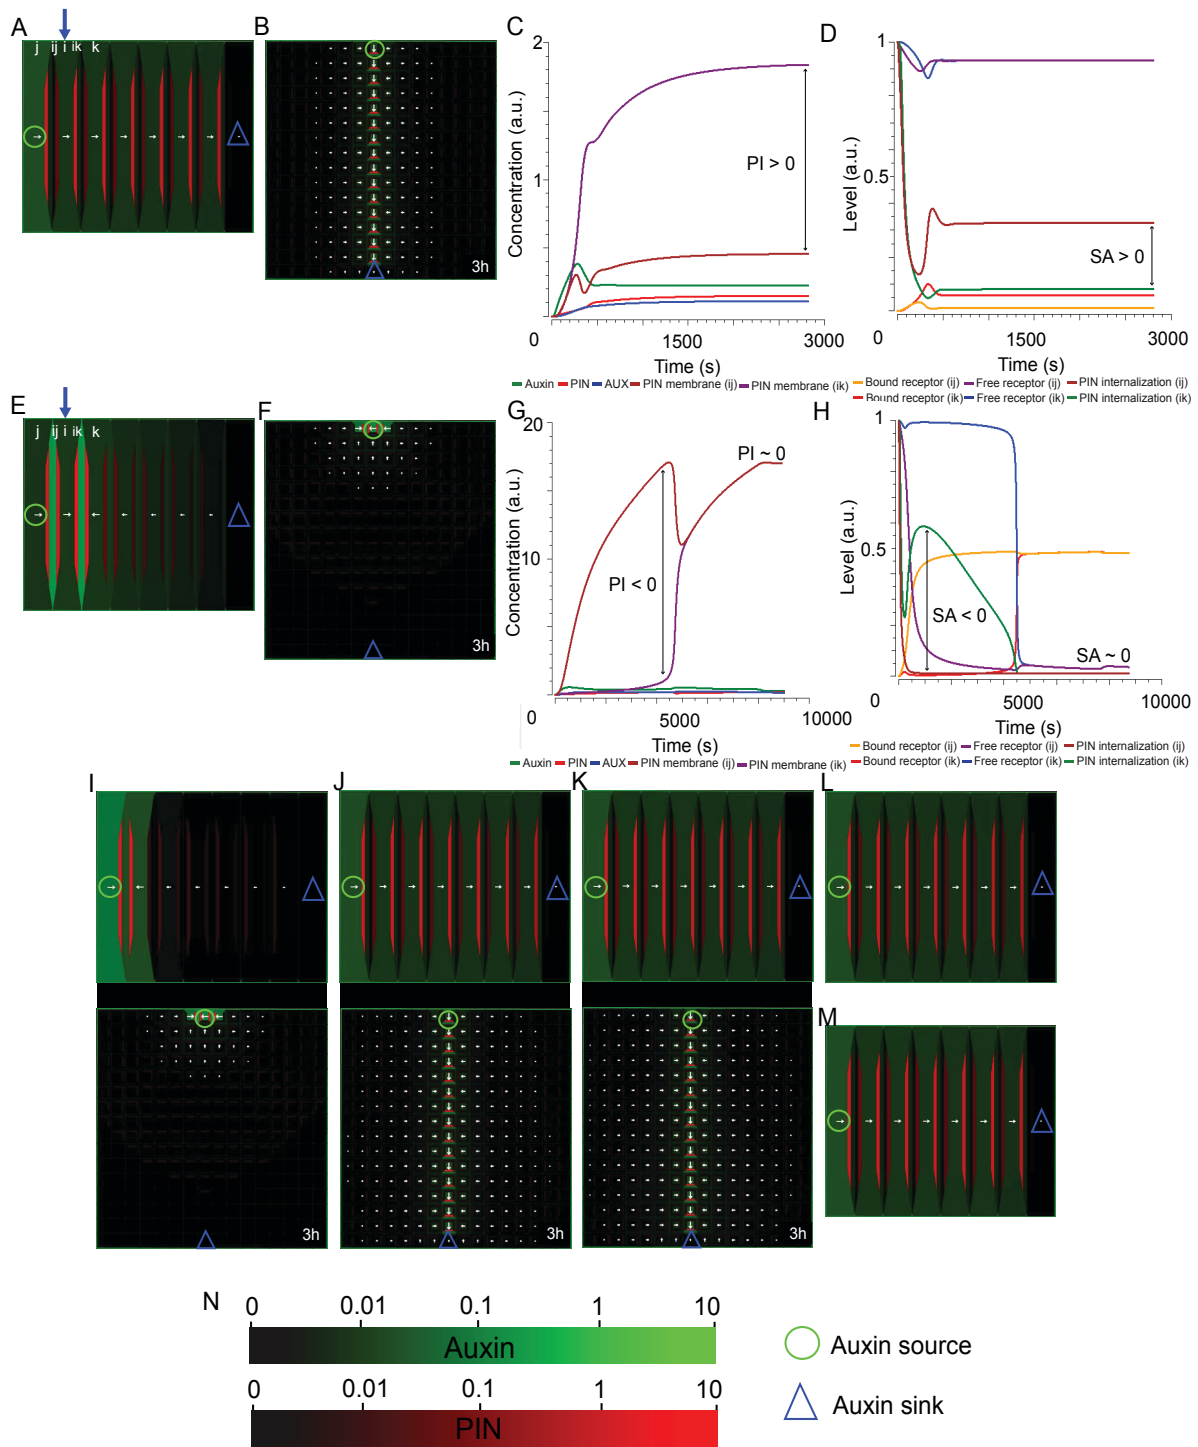 A
j ij i ik k
B
3h
C
2
1
Concentration (a.u.)
PI > 0
0 1500 3000
Time (s)
Auxin PIN AUX PIN membrane (ij) PIN membrane (ik)
D
1
0.5
Level (a.u.)
SA > 0
0 1500 3000
Time (s)
Bound receptor (ij) Free receptor (ij) PIN internalization (ij)
Bound receptor (ik) Free receptor (ik) PIN internalization (ik)
E
j ij i ik k
F
3h
G
20
10
Concentration (a.u.)
PI < 0
PI ~ 0
0 5000 10000
Time (s)
Auxin PIN AUX PIN membrane (ij) PIN membrane (ik)
H
1
0.5
Level (a.u.)
SA < 0
SA ~ 0
0 5000 10000
Time (s)
Bound receptor (ij) Free receptor (ij) PIN internalization (ij)
Bound receptor (ik) Free receptor (ik) PIN internalization (ik)
I
3h
J
3h
K
3h
L
M
N
0 0.01 0.1 1 10
Auxin
0 0.01 0.1 1 10
PIN
Auxin source
Auxin sink